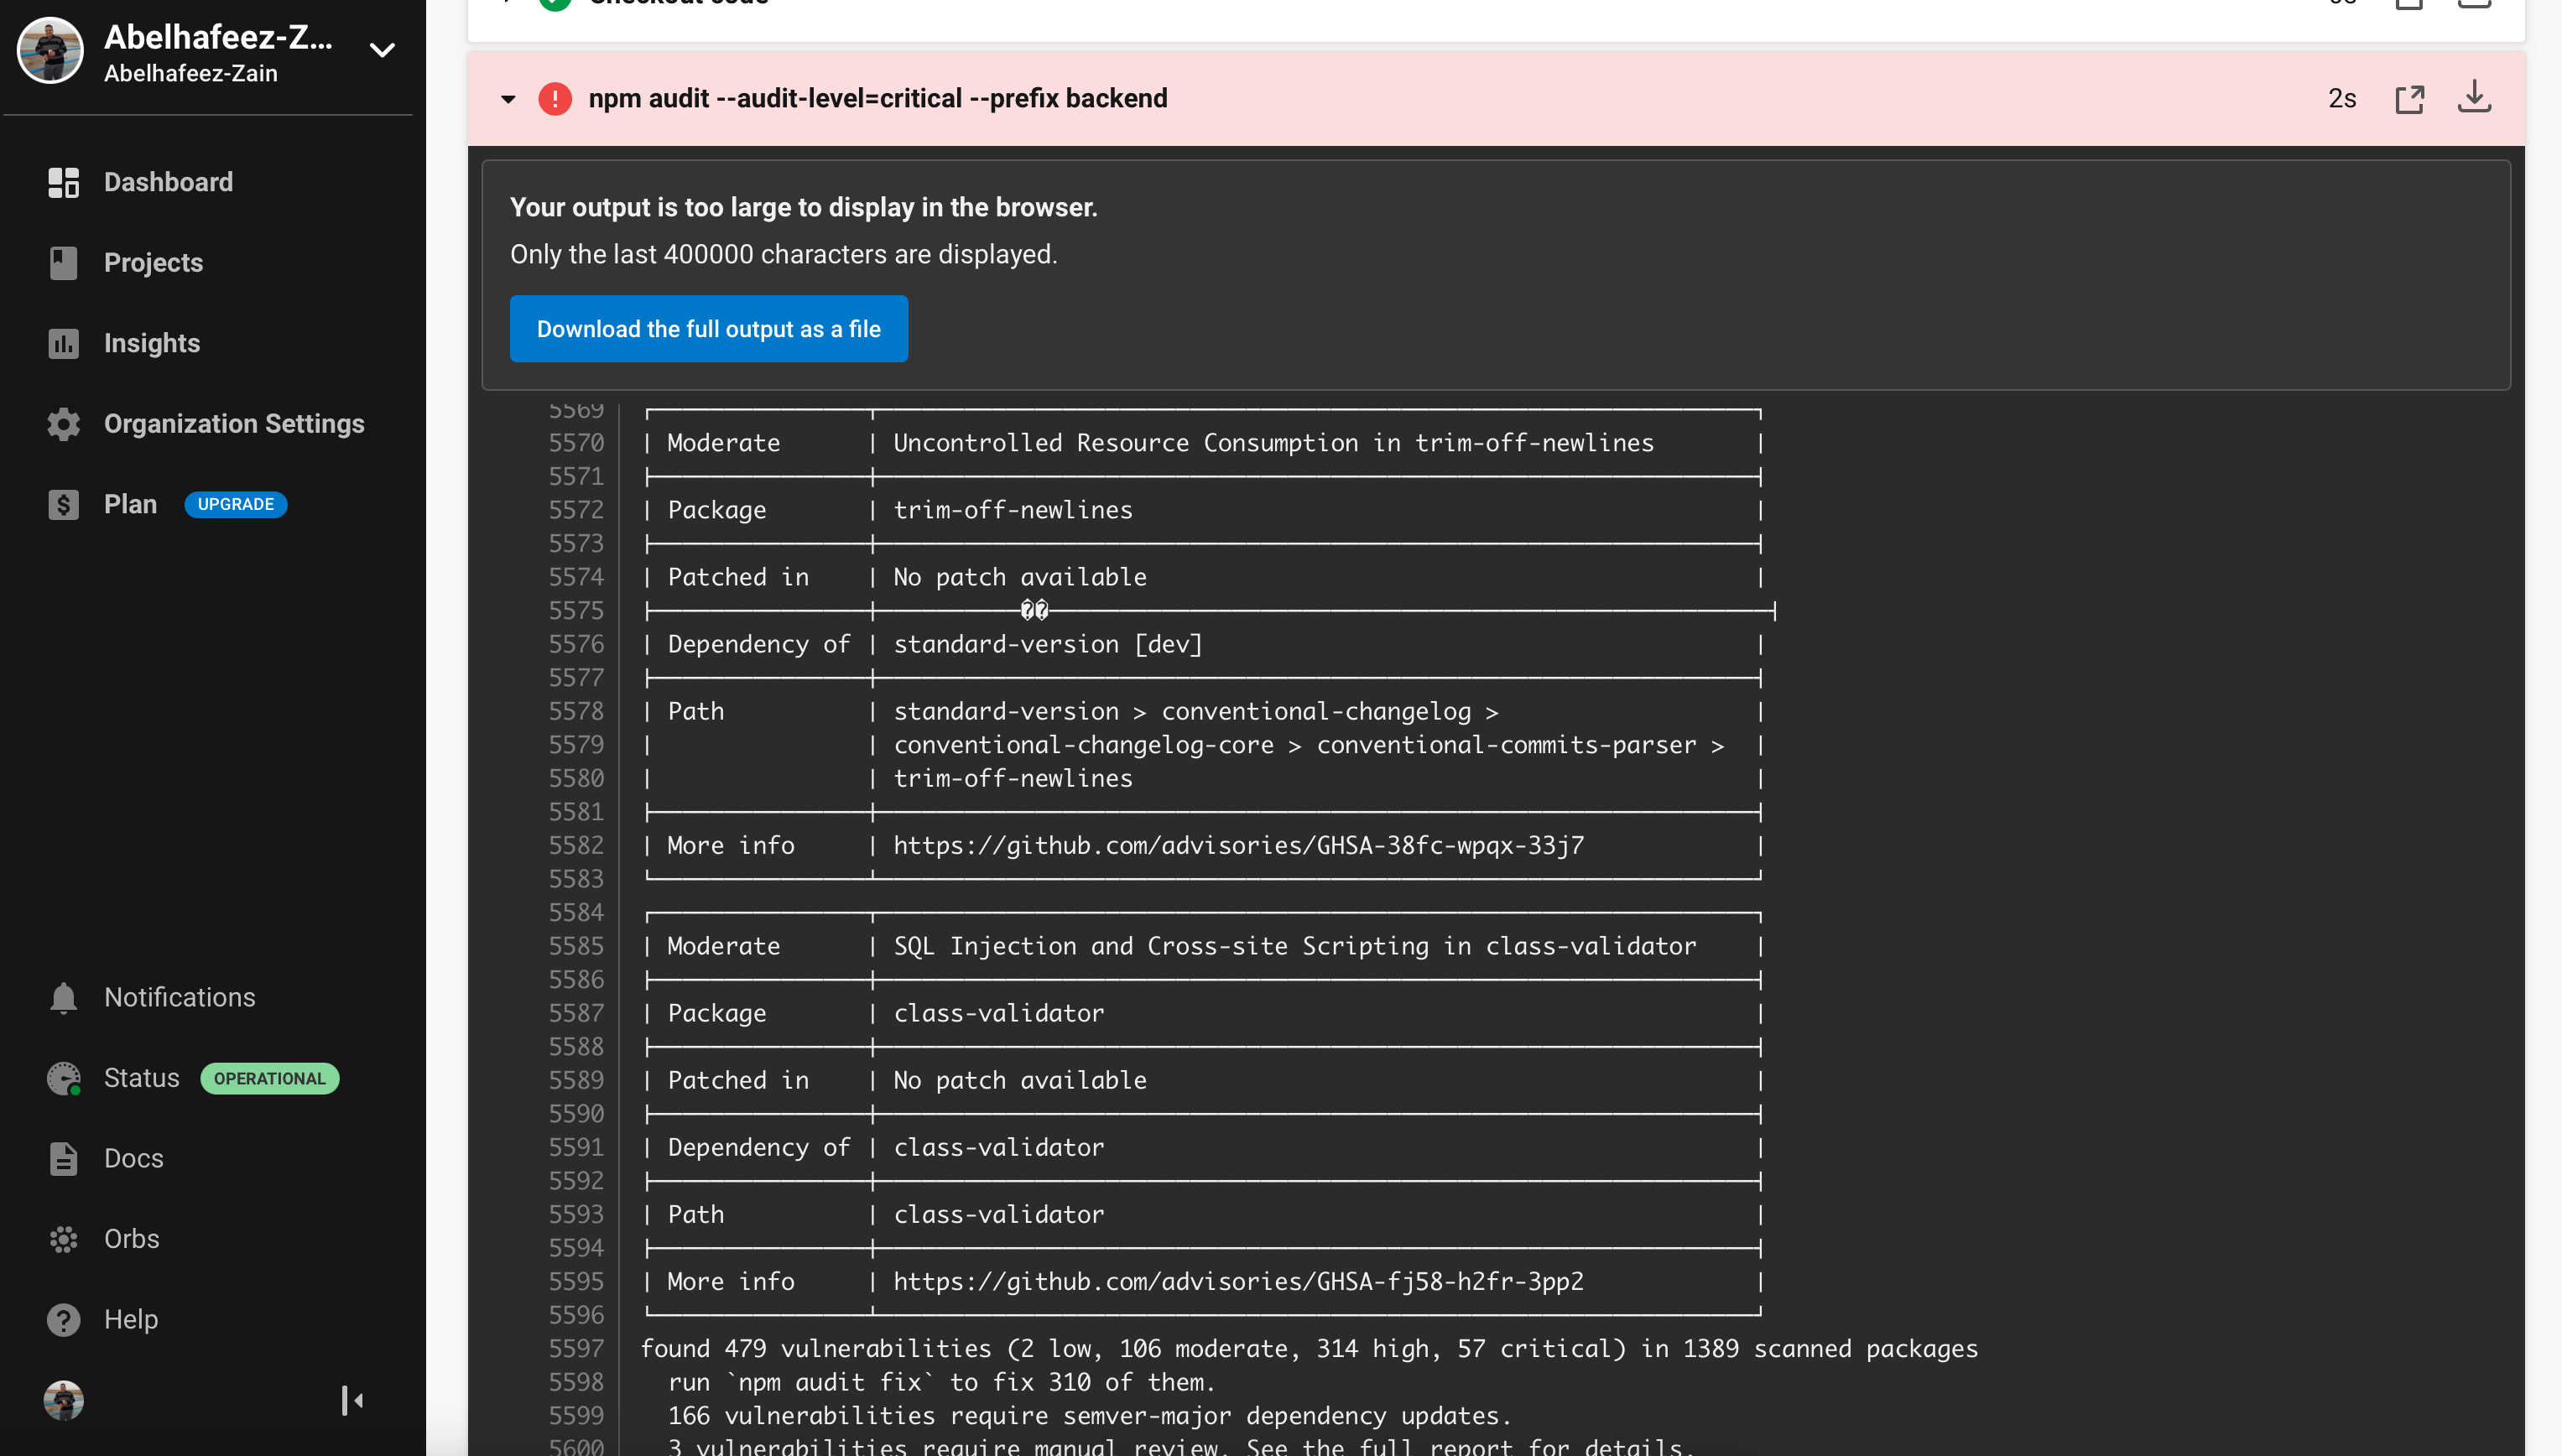 Abelhafeez-Z...
Abelhafeez-Zain
Dashboard
Projects
Insights
Organization Settings
Plan UPGRADE
Notifications
Status OPERATIONAL
Docs
Orbs
Help
Checkout code
npm audit --audit-level=critical --prefix backend 2s
Your output is too large to display in the browser.
Only the last 400000 characters are displayed.
Download the full output as a file
5569
5570 | Moderate | Uncontrolled Resource Consumption in trim-off-newlines |
5571
5572 | Package | trim-off-newlines |
5573
5574 | Patched in | No patch available |
5575 ��
5576 | Dependency of | standard-version [dev] |
5577
5578 | Path | standard-version > conventional-changelog > |
5579 | | conventional-changelog-core > conventional-commits-parser > |
5580 | | trim-off-newlines |
5581
5582 | More info | https://github.com/advisories/GHSA-38fc-wpqx-33j7 |
5583
5584
5585 | Moderate | SQL Injection and Cross-site Scripting in class-validator |
5586
5587 | Package | class-validator |
5588
5589 | Patched in | No patch available |
5590
5591 | Dependency of | class-validator |
5592
5593 | Path | class-validator |
5594
5595 | More info | https://github.com/advisories/GHSA-fj58-h2fr-3pp2 |
5596
5597 found 479 vulnerabilities (2 low, 106 moderate, 314 high, 57 critical) in 1389 scanned packages
5598 run `npm audit fix` to fix 310 of them.
5599 166 vulnerabilities require semver-major dependency updates.
5600 3 vulnerabilities require manual review. See the full report for details.